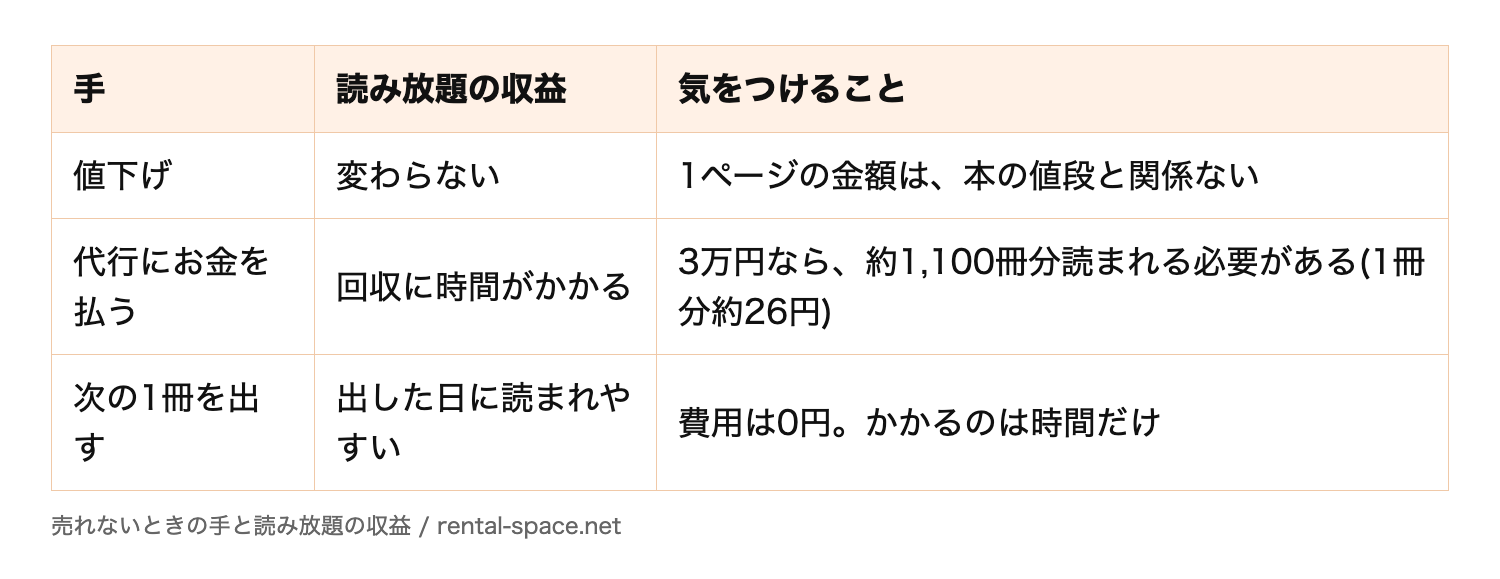 手
読み放題の収益
気をつけること
値下げ
変わらない
1ページの金額は、本の値段と関係ない
代行にお金を
払う
回収に時間がかかる
3万円なら、約1,100冊分読まれる必要がある(1冊
分約26円)
次の1冊を出
す
出した日に読まれや
すい
費用は0円。かかるのは時間だけ
売れないときの手と読み放題の収益 / rental-space.net